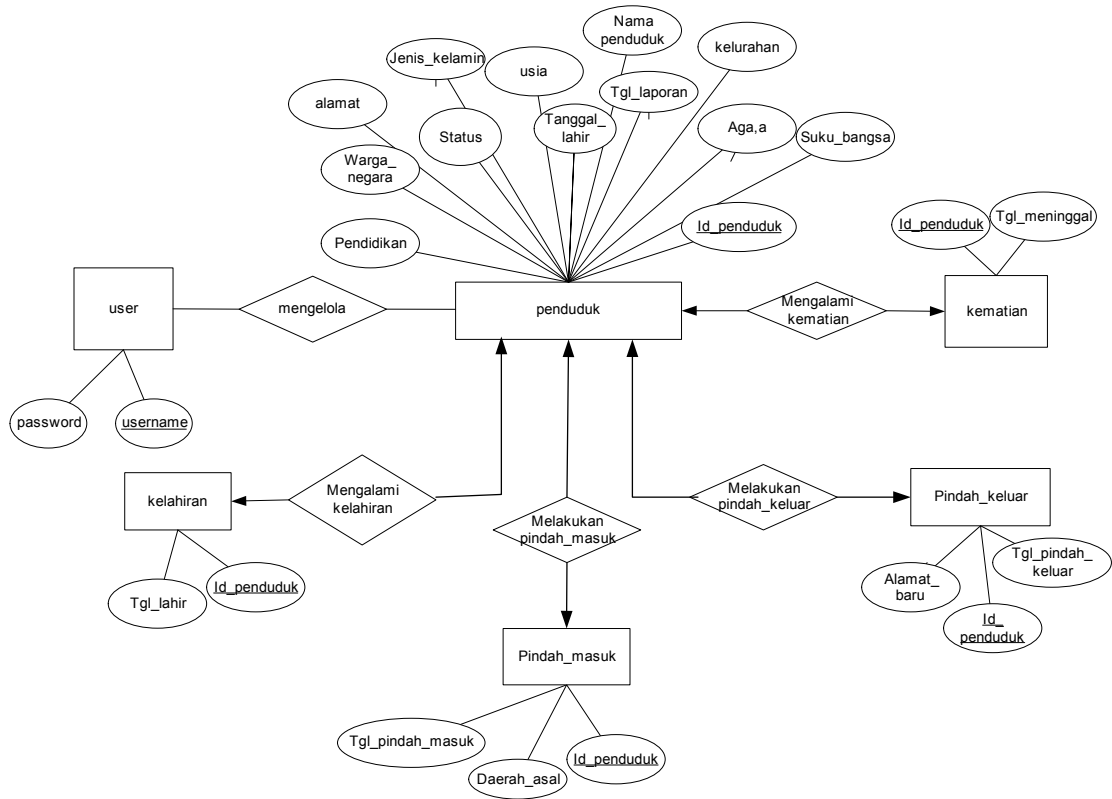 Nama
penduduk
kelurahan
Jenis_kelamin
usia
Tgl_laporan
alamat
Status
Tanggal_
lahir
Aga,a
Suku_bangsa
Warga_
negara
Id_penduduk
Pendidikan
Id_penduduk
Tgl_meninggal
user
mengelola
penduduk
Mengalami
kematian
kematian
password
username
kelahiran
Mengalami
kelahiran
Melakukan
pindah_masuk
Melakukan
pindah_keluar
Pindah_keluar
Tgl_lahir
Id_penduduk
Alamat_
baru
Id_
penduduk
Tgl_pindah_
keluar
Pindah_masuk
Tgl_pindah_masuk
Daerah_asal
Id_penduduk